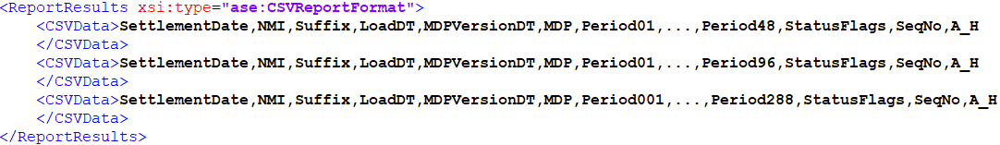 <ReportResults xsi:type="ase:CSVReportFormat">
<CSVData>SettlementDate,NMI,Suffix,LoadDT,MDPVersionDT,MDP,Period01,...,Period48,StatusFlags,SeqNo,A_H
</CSVData>
<CSVData>SettlementDate,NMI,Suffix,LoadDT,MDPVersionDT,MDP,Period01,...,Period96,StatusFlags,SeqNo,A_H
</CSVData>
<CSVData>SettlementDate,NMI,Suffix,LoadDT,MDPVersionDT,MDP,Period001,...,Period288,StatusFlags,SeqNo,A_H
</CSVData>
</ReportResults>